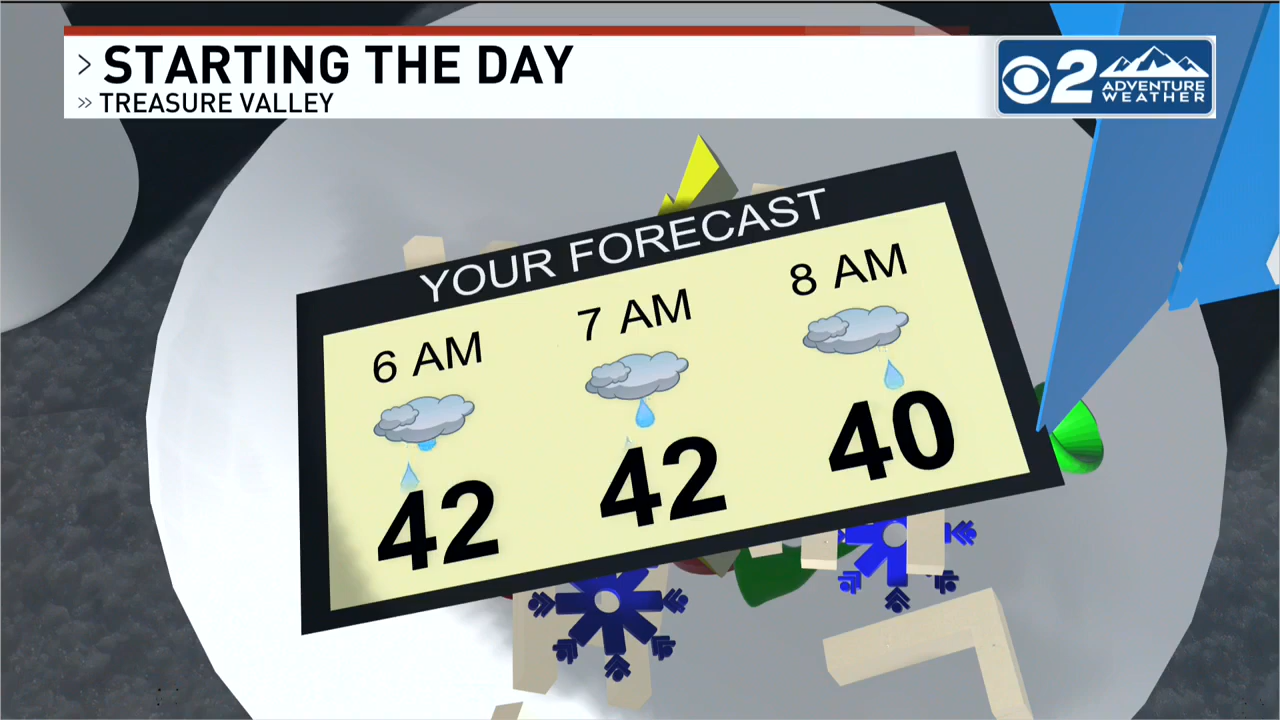 > STARTING THE DAY
» TREASURE VALLEY
2 ADVENTURE WEATHER
YOUR FORECAST
6 AM 7 AM 8 AM
42 42 40